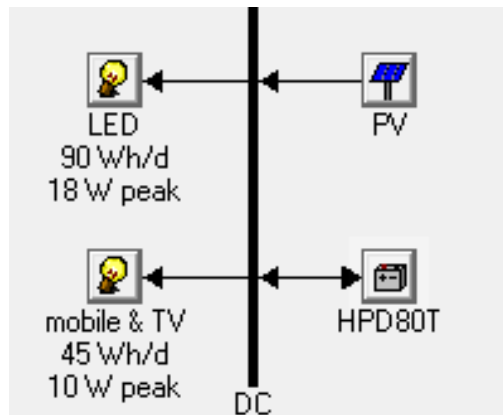 LED
90 Wh/d
18 W peak
PV
mobile & TV
45 Wh/d
10 W peak
HPD80T
DC